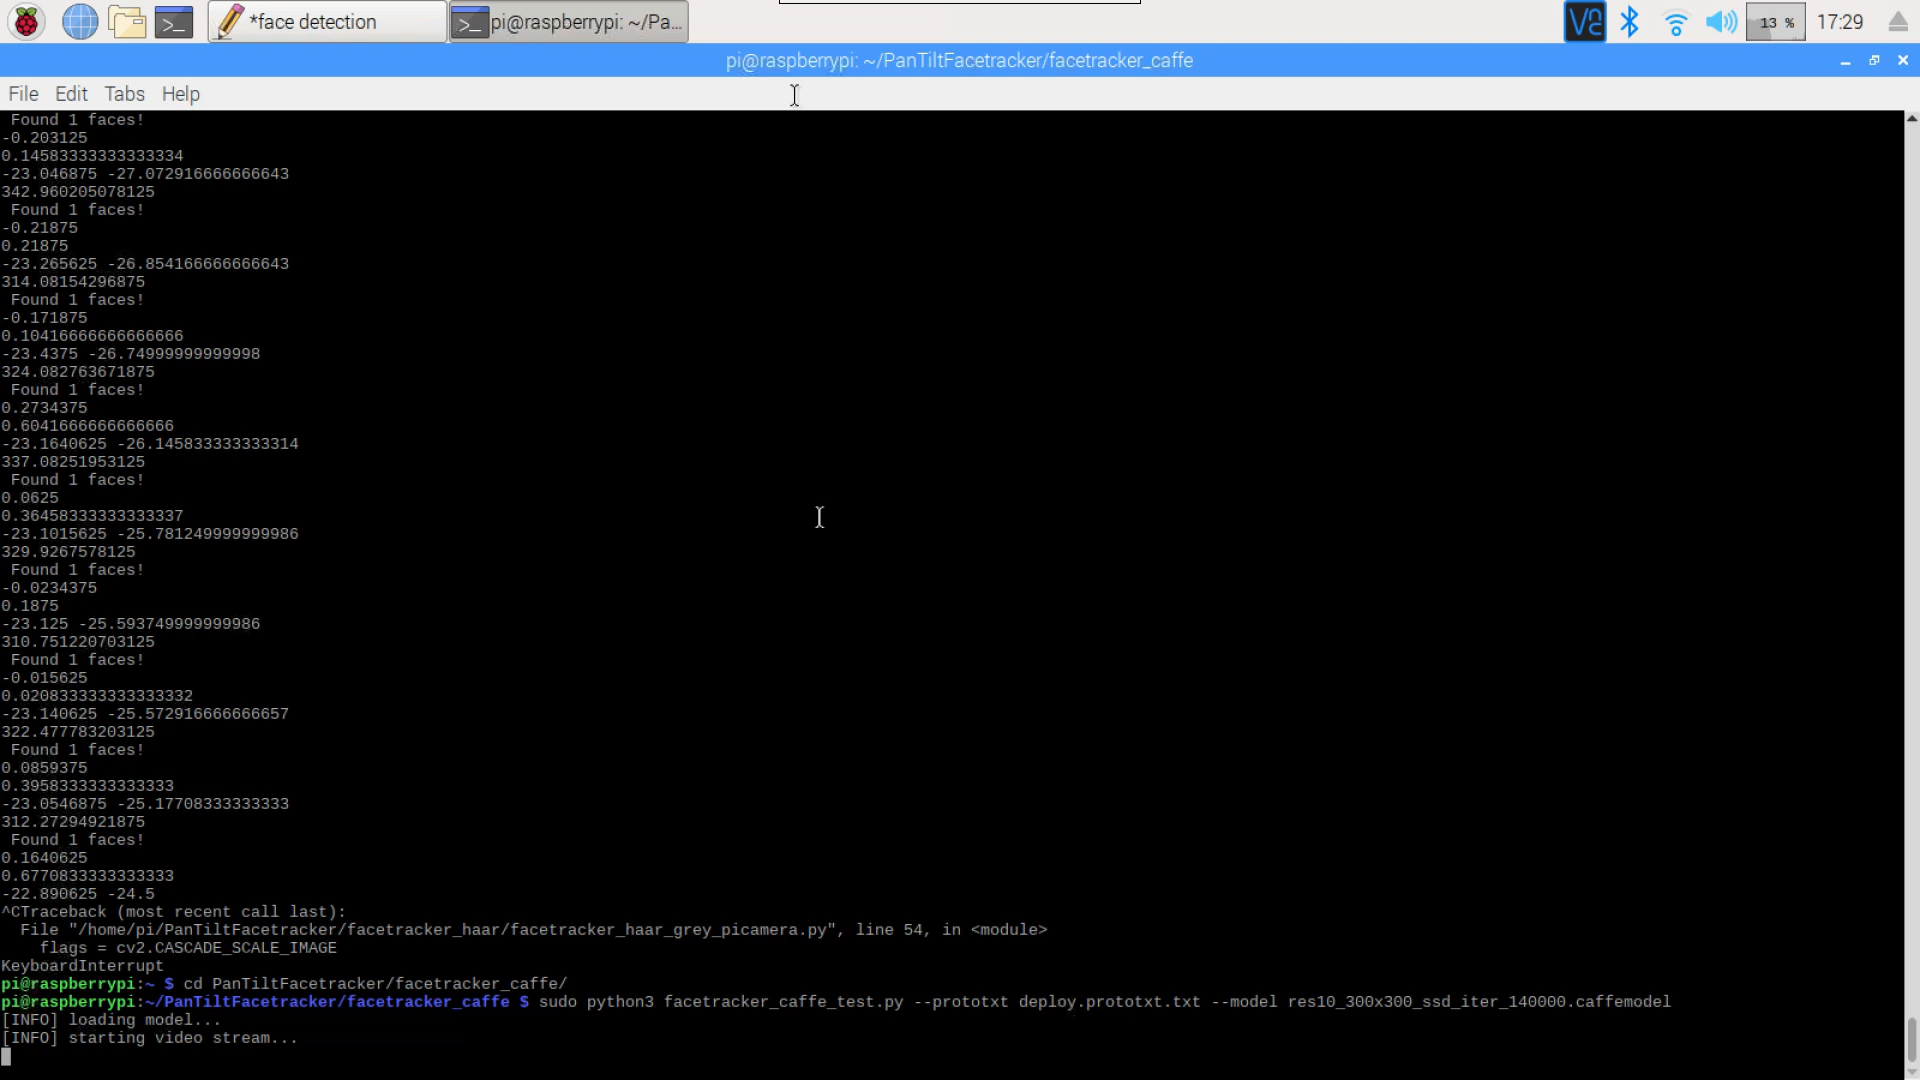 *face detection
pi@raspberrypi: ~/Pa...
13 %
17:29
pi@raspberrypi: ~/PanTiltFacetracker/facetracker_caffe
File Edit Tabs Help
Found 1 faces!
-0.203125
0.14583333333333334
-23.046875 -27.072916666666643
342.960205078125
Found 1 faces!
-0.21875
0.21875
-23.265625 -26.854166666666643
314.08154296875
Found 1 faces!
-0.171875
0.10416666666666666
-23.4375 -26.74999999999998
324.082763671875
Found 1 faces!
0.2734375
0.6041666666666666
-23.1640625 -26.145833333333314
337.08251953125
Found 1 faces!
0.0625
0.36458333333333337
-23.1015625 -25.781249999999986
329.9267578125
Found 1 faces!
-0.0234375
0.1875
-23.125 -25.593749999999986
310.751220703125
Found 1 faces!
-0.015625
0.020833333333333332
-23.140625 -25.572916666666657
322.477783203125
Found 1 faces!
0.0859375
0.3958333333333333
-23.0546875 -25.17708333333333
312.27294921875
Found 1 faces!
0.1640625
0.6770833333333333
-22.890625 -24.5
^CTraceback (most recent call last):
File "/home/pi/PanTiltFacetracker/facetracker_haar/facetracker_haar_grey_picamera.py", line 54, in <module>
flags = cv2.CASCADE_SCALE_IMAGE
KeyboardInterrupt
pi@raspberrypi:~ $ cd PanTiltFacetracker/facetracker_caffe/
pi@raspberrypi:~/PanTiltFacetracker/facetracker_caffe $ sudo python3 facetracker_caffe_test.py --prototxt deploy.prototxt.txt --model res10_300x300_ssd_iter_140000.caffemodel
[INFO] loading model...
[INFO] starting video stream...